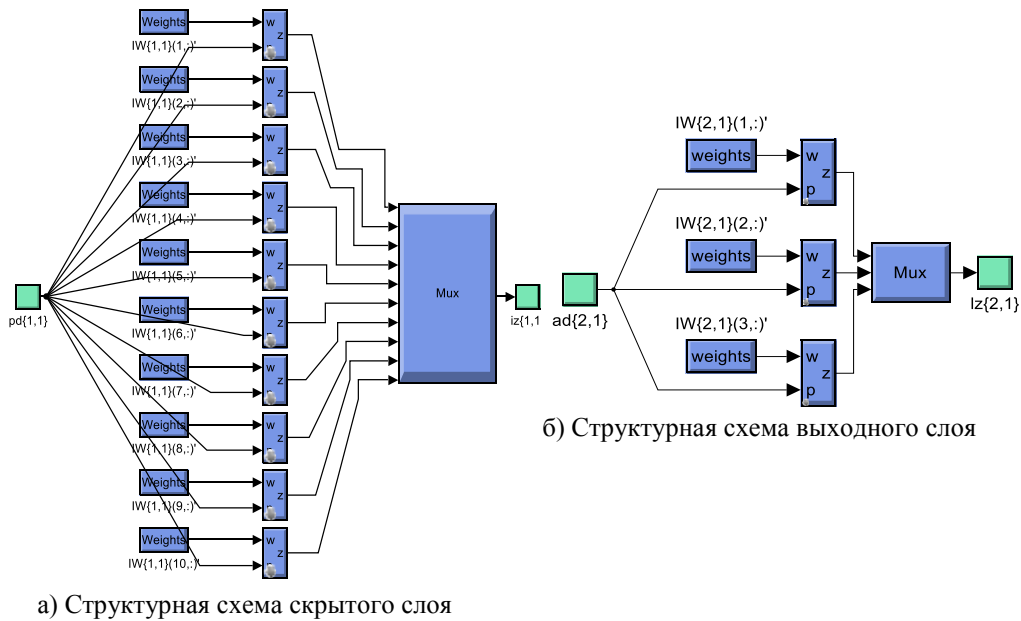 Weights
w
z
IW{1,1}(1,:)'
Weights
w
z
IW{1,1}(2,:)'
Weights
w
z
IW{1,1}(3,:)'
Weights
w
z
IW{1,1}(4,:)'
Weights
w
z
IW{1,1}(5,:)'
pd{1,1}
Weights
w
z
IW{1,1}(6,:)'
Weights
w
z
IW{1,1}(7,:)'
Weights
w
z
IW{1,1}(8,:)'
Weights
w
z
IW{1,1}(9,:)'
Weights
w
z
IW{1,1}(10,:)'
Mux
iz{1,1
а) Структурная схема скрытого слоя
IW{2,1}(1,:)'
weights
w
z
p
IW{2,1}(2,:)'
weights
w
z
p
ad{2,1}
IW{2,1}(3,:)'
weights
w
z
p
Mux
lz{2,1}
б) Структурная схема выходного слоя